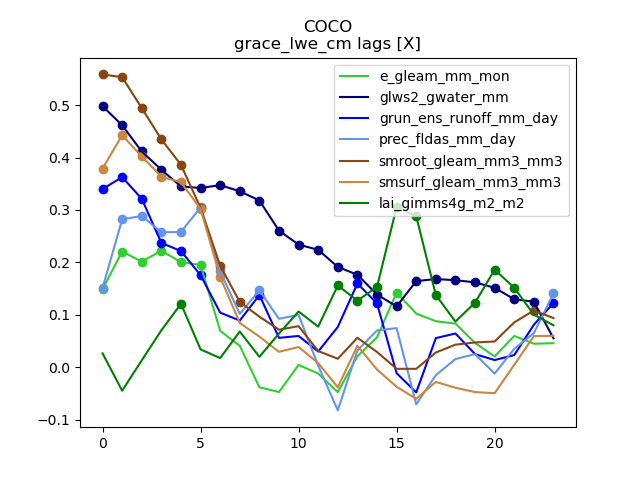 COCO
grace_lwe_cm lags [X]
e_gleam_mm_mon
glws2_gwater_mm
grun_ens_runoff_mm_day
prec_fldas_mm_day
smroot_gleam_mm3_mm3
smsurf_gleam_mm3_mm3
lai_gimms4g_m2_m2
0.5
0.4
0.3
0.2
0.1
0.0
−0.1
0 5 10 15 20